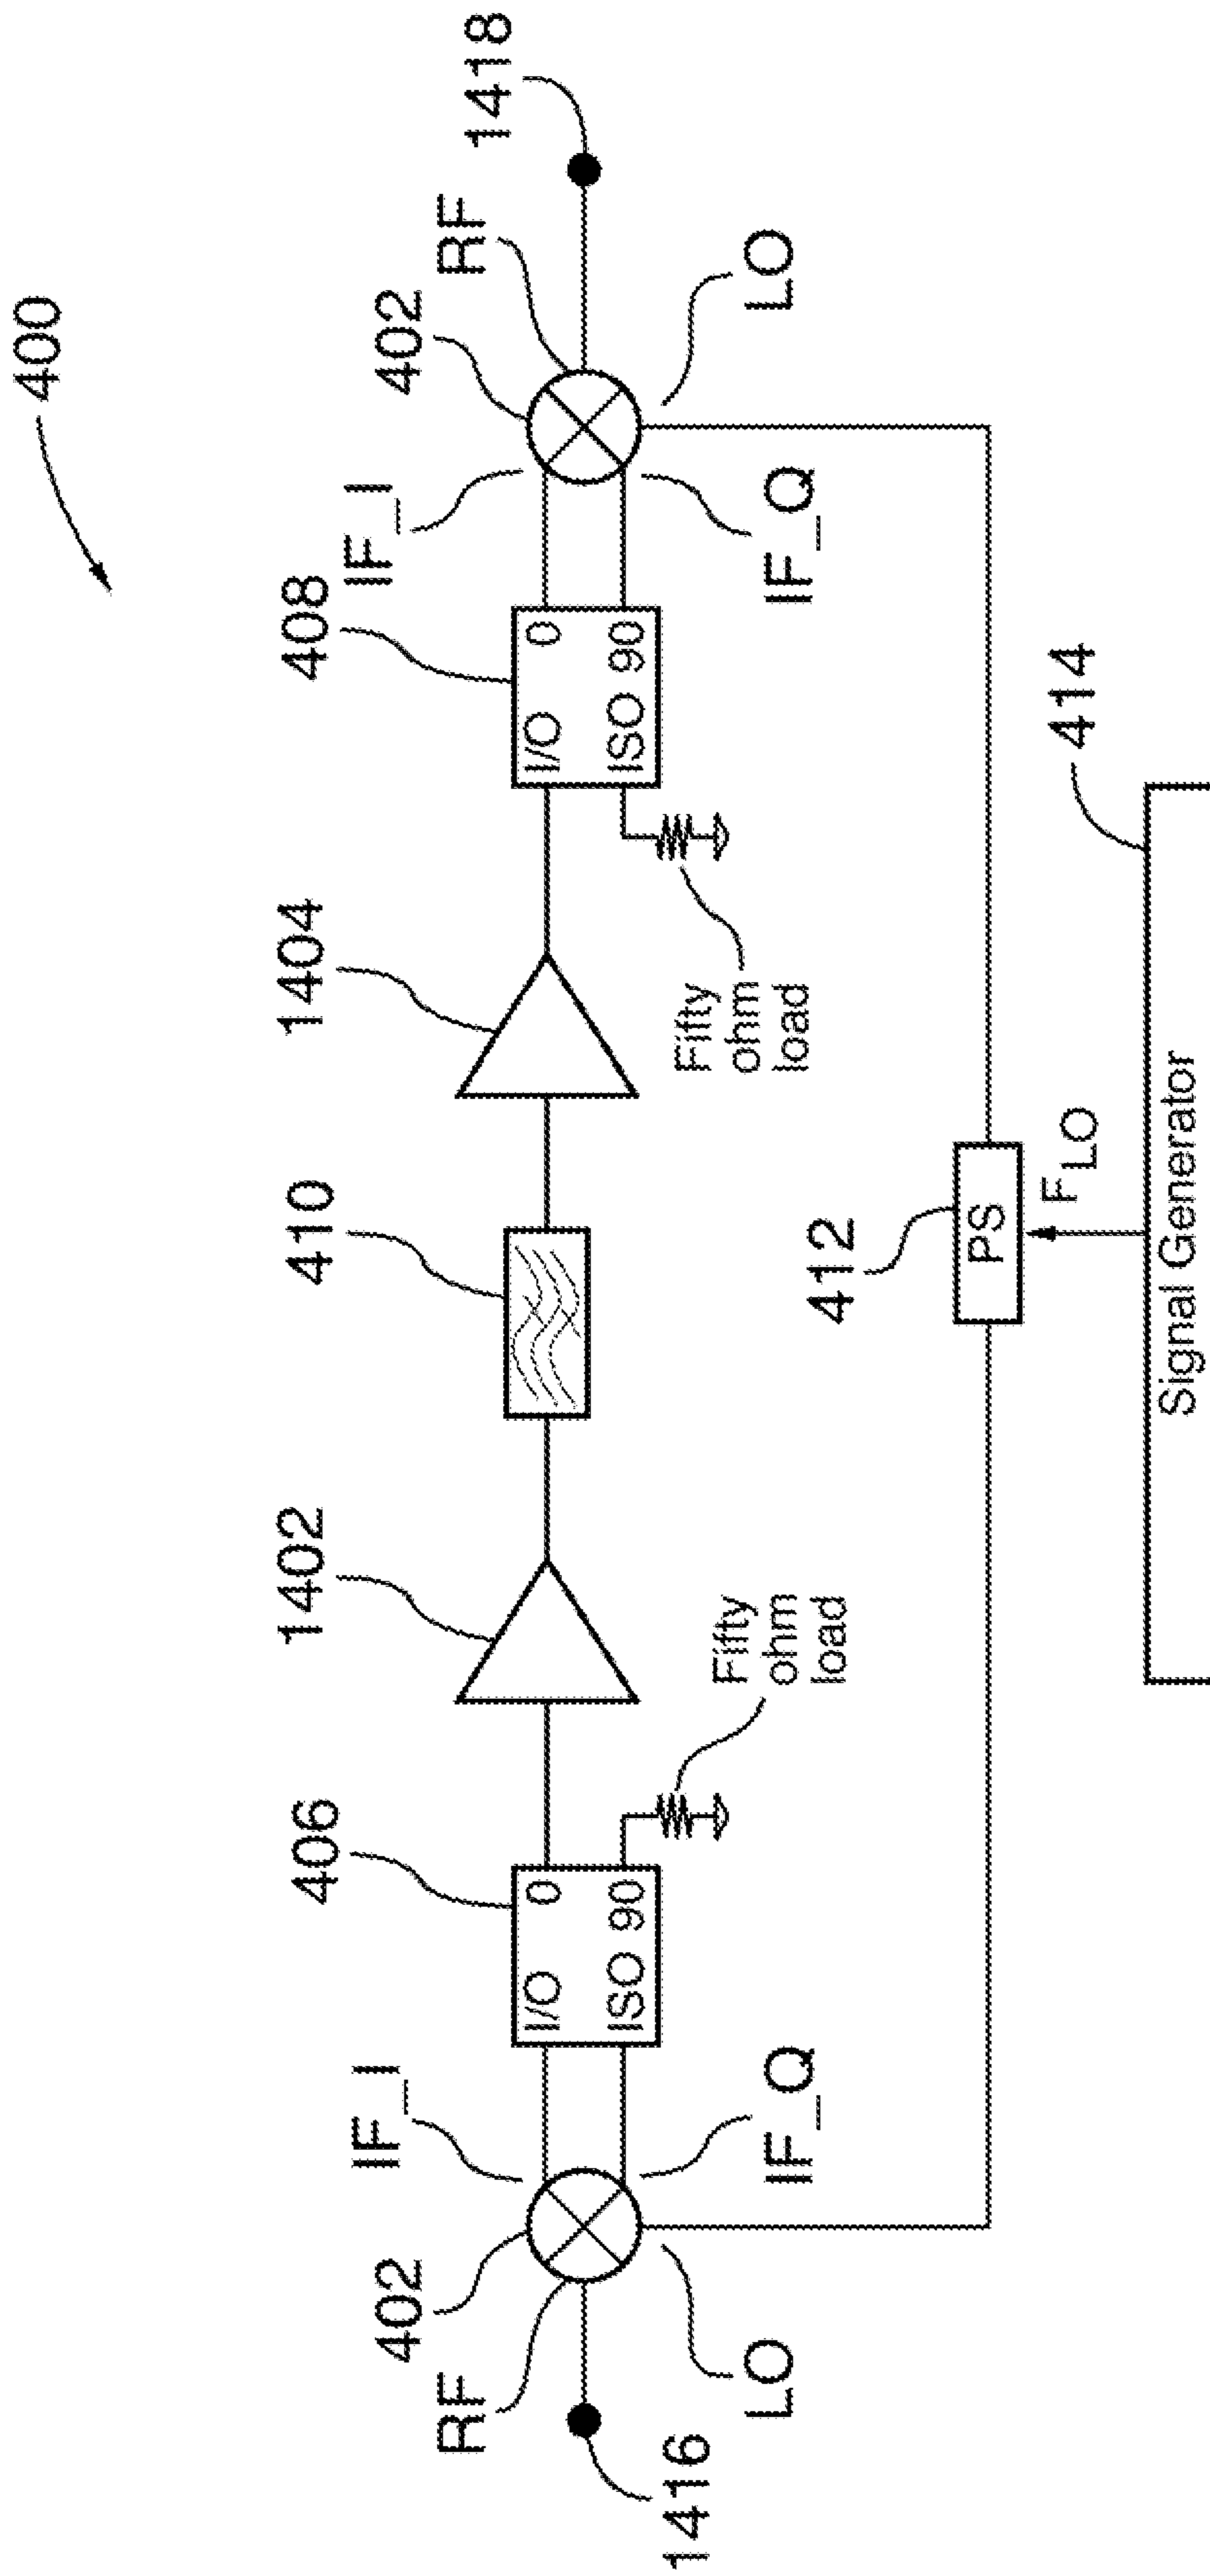 400
1402
410
1404
406
408
402
IF_I
IF_I
402
RF
RF
I/O 0
ISO 90
I/O 0
ISO 90
1416
1418
LO
IF_Q
IF_Q
LO
Fifty
ohm
load
Fifty
ohm
load
412
PS
FLO
414
Signal Generator